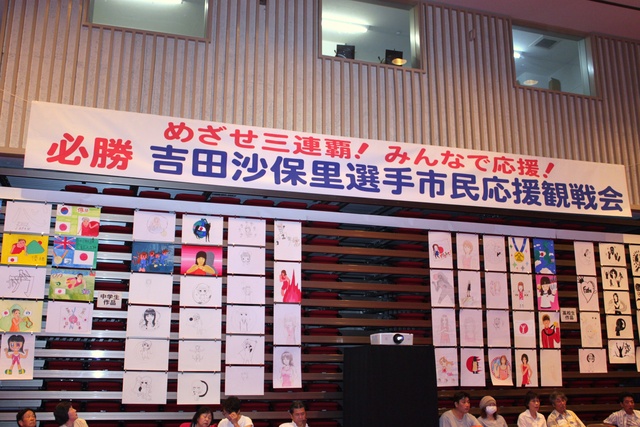 めざせ三連覇！みんなで応援！
必勝 吉田沙保里選手市民応援観戦会
中学生
作品
高校生
作品